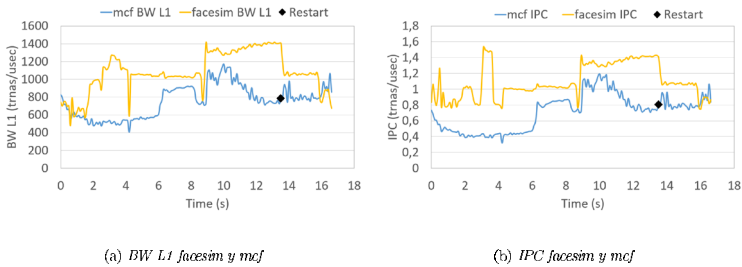 mcf BW L1 facesim BW L1 Restart
BW L1 (trnas/usec)
1600
1400
1200
1000
800
600
400
200
0
0 2 4 6 8 10 12 14 16 18
Time (s)
(a) BW L1 facesim y mcf
mcf IPC facesim IPC Restart
IPC (trnas/usec)
1,8
1,6
1,4
1,2
1
0,8
0,6
0,4
0,2
0
0 2 4 6 8 10 12 14 16 18
Time (s)
(b) IPC facesim y mcf